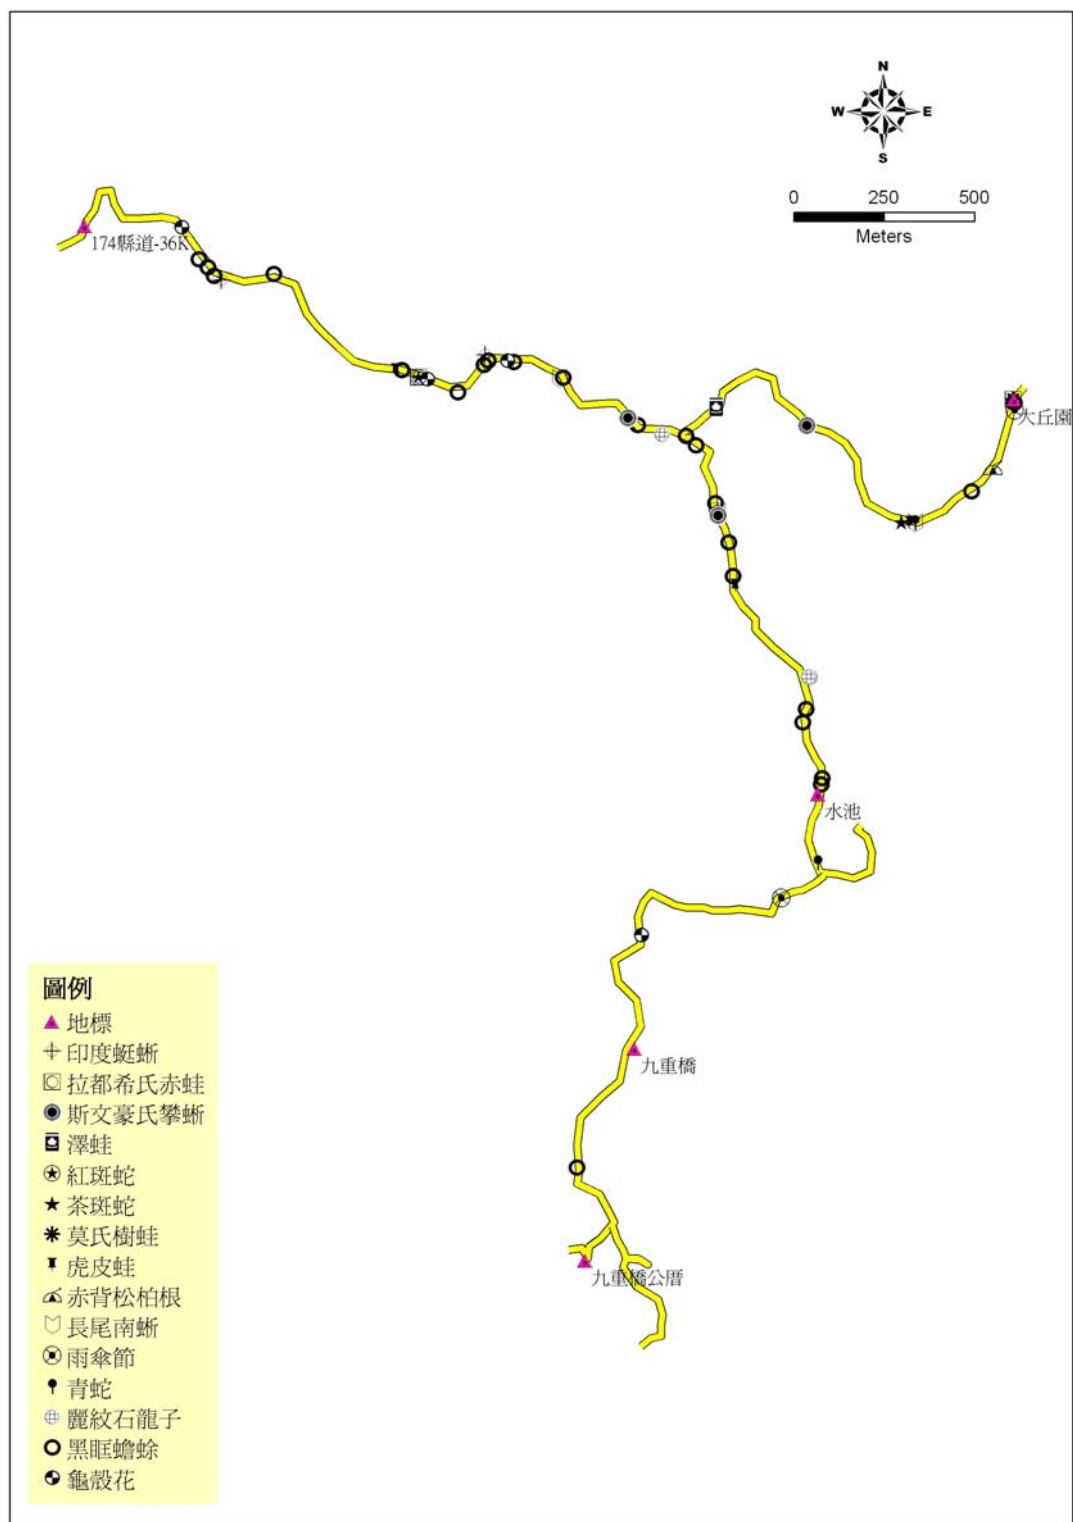 N
W
E
S
0 250 500
Meters
174縣道-36K
大丘園
水池
九重橋
九重橋公厝
圖例
地標
印度蜓蜥
拉都希氏赤蛙
斯文豪氏攀蜥
澤蛙
紅斑蛇
茶斑蛇
莫氏樹蛙
虎皮蛙
赤背松柏根
長尾南蜥
雨傘節
青蛇
麗紋石龍子
黑眶蟾蜍
龜殼花